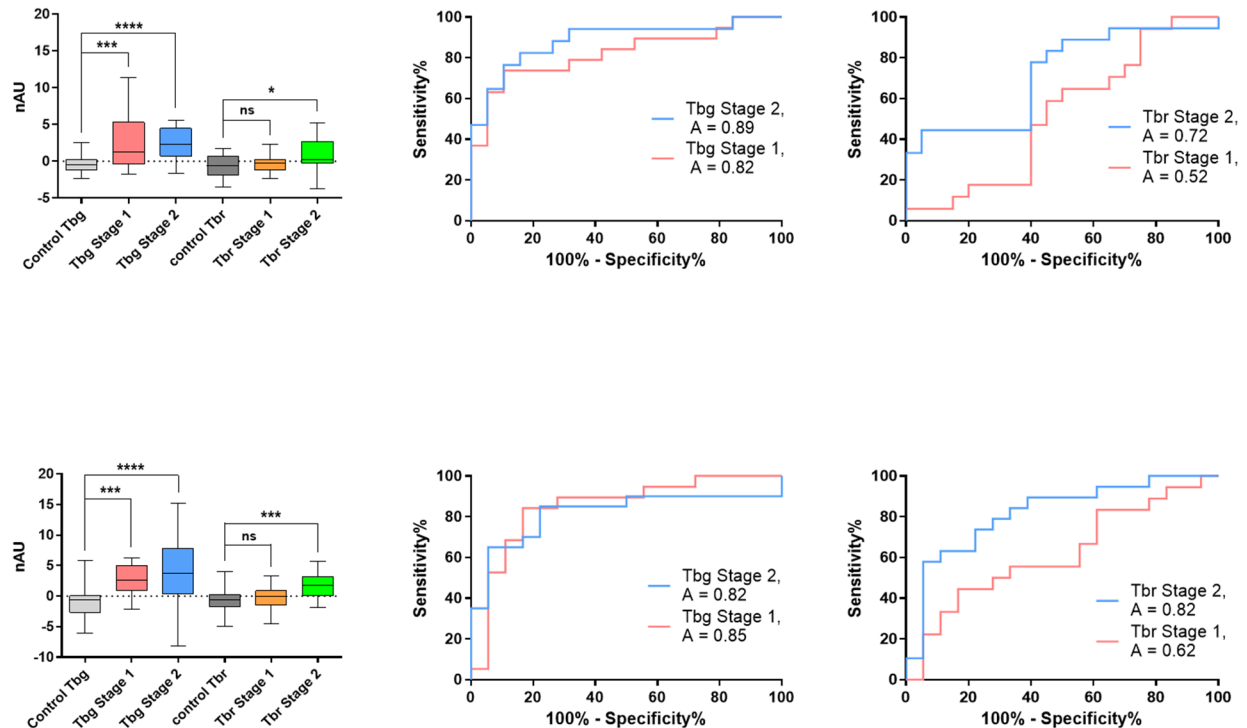 ****
***
*
ns
nAU
15
10
5
0
-5
Control Tbg
Tbg Stage 1
Tbg Stage 2
control Tbr
Tbr Stage 1
Tbr Stage 2
Sensitivity%
100
80
60
40
20
0
Tbg Stage 2,
A = 0.89
Tbg Stage 1,
A = 0.82
0 20 40 60 80 100
100% - Specificity%
Sensitivity%
100
80
60
40
20
0
Tbr Stage 2,
A = 0.72
Tbr Stage 1,
A = 0.52
0 20 40 60 80 100
100% - Specificity%
****
***
***
ns
nAU
20
15
10
5
0
-5
-10
Control Tbg
Tbg Stage 1
Tbg Stage 2
control Tbr
Tbr Stage 1
Tbr Stage 2
Sensitivity%
100
80
60
40
20
0
Tbg Stage 2,
A = 0.82
Tbg Stage 1,
A = 0.85
0 20 40 60 80 100
100% - Specificity%
Sensitivity%
100
80
60
40
20
0
Tbr Stage 2,
A = 0.82
Tbr Stage 1,
A = 0.62
0 20 40 60 80 100
100% - Specificity%